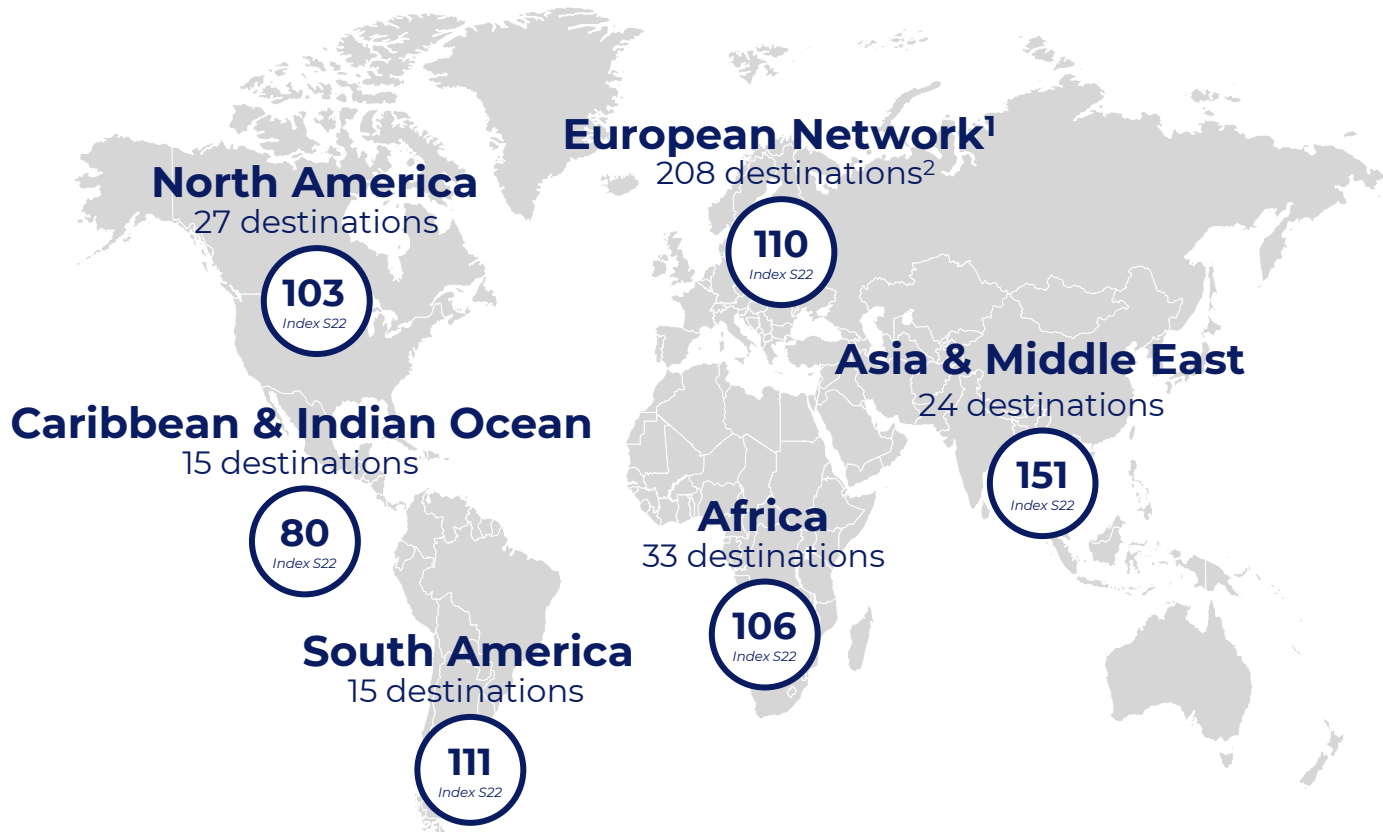 European Network¹
208 destinations²
110
Index S22
North America
27 destinations
103
Index S22
Asia & Middle East
24 destinations
151
Index S22
Caribbean & Indian Ocean
15 destinations
80
Index S22
Africa
33 destinations
106
Index S22
South America
15 destinations
111
Index S22